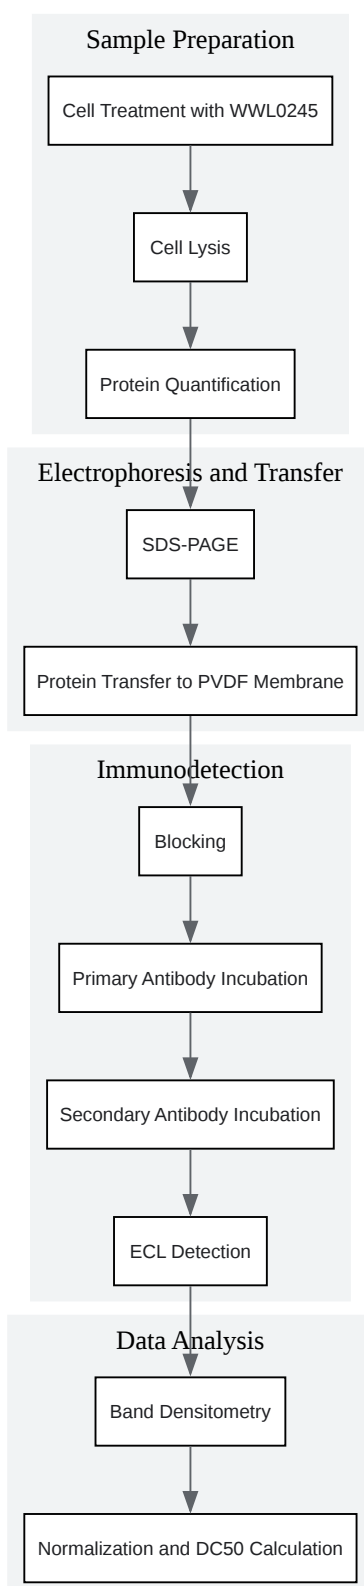 Sample Preparation
Cell Treatment with WWL0245
Cell Lysis
Protein Quantification
Electrophoresis and Transfer
SDS-PAGE
Protein Transfer to PVDF Membrane
Immunodetection
Blocking
Primary Antibody Incubation
Secondary Antibody Incubation
ECL Detection
Data Analysis
Band Densitometry
Normalization and DC50 Calculation